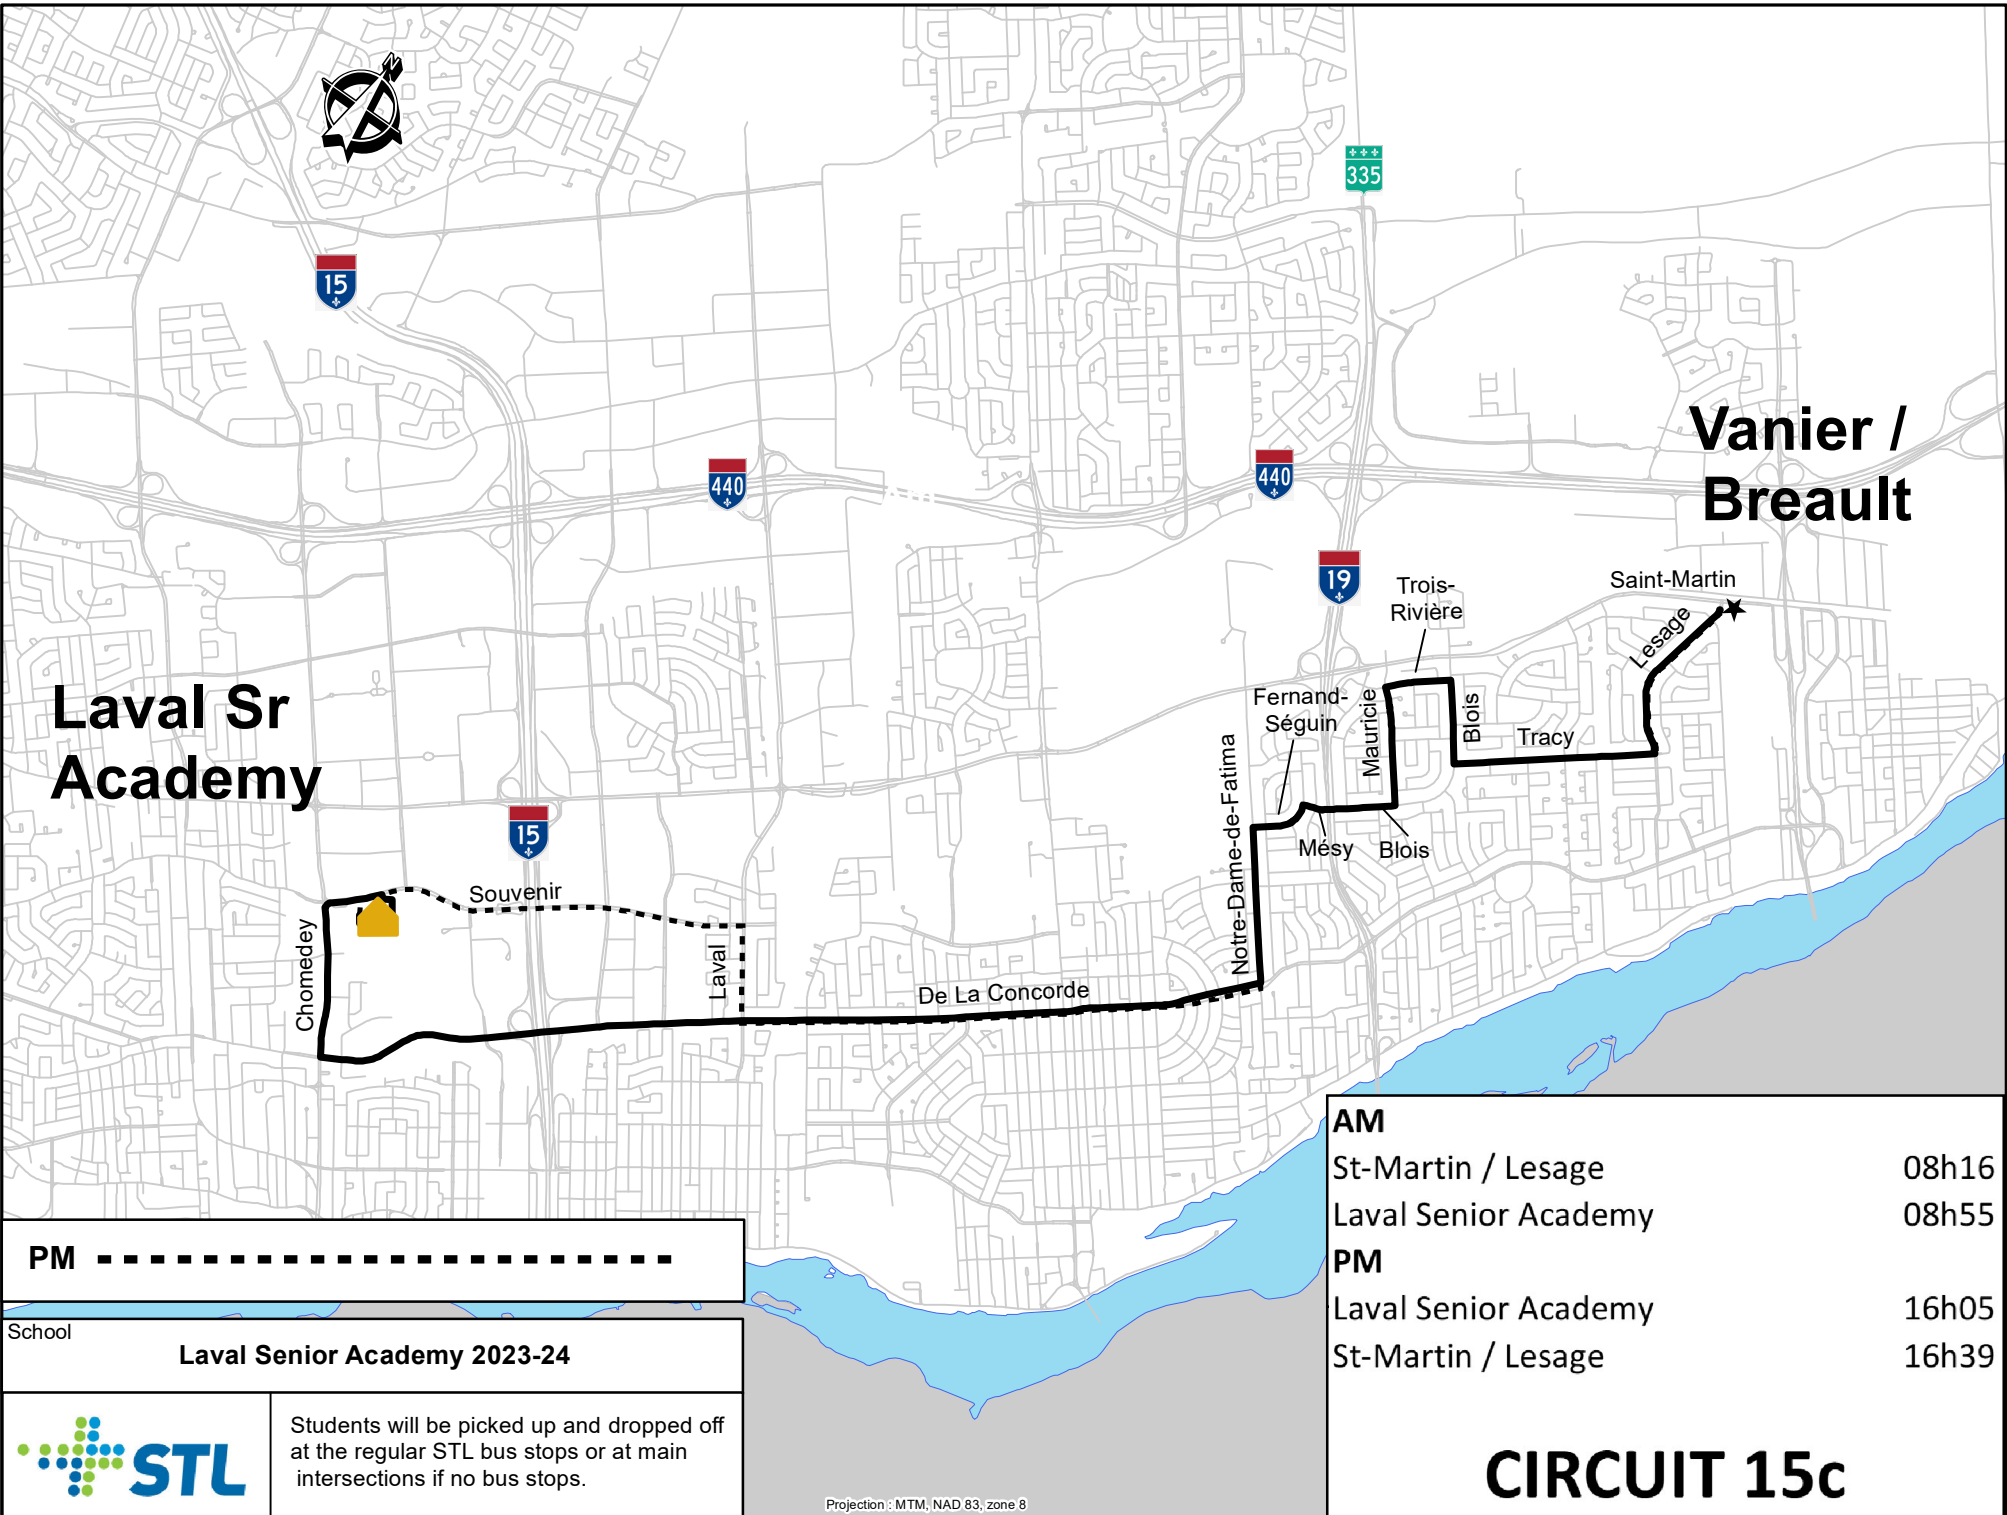 N
335
15
Vanier /
Breault
440
440
19
Trois-
Rivière
Saint-Martin
Lesage
Laval Sr
Academy
Fernand-
Séguin
Mauricie
Blois
Tracy
Notre-Dame-de-Fatima
15
Mésy
Blois
Souvenir
Chomedey
Laval
De La Concorde
AM
St-Martin / Lesage 08h16
Laval Senior Academy 08h55
PM
Laval Senior Academy 16h05
St-Martin / Lesage 16h39
CIRCUIT 15c
PM
School
Laval Senior Academy 2023-24
STL
Students will be picked up and dropped off
at the regular STL bus stops or at main
intersections if no bus stops.
Projection : MTM, NAD 83, zone 8